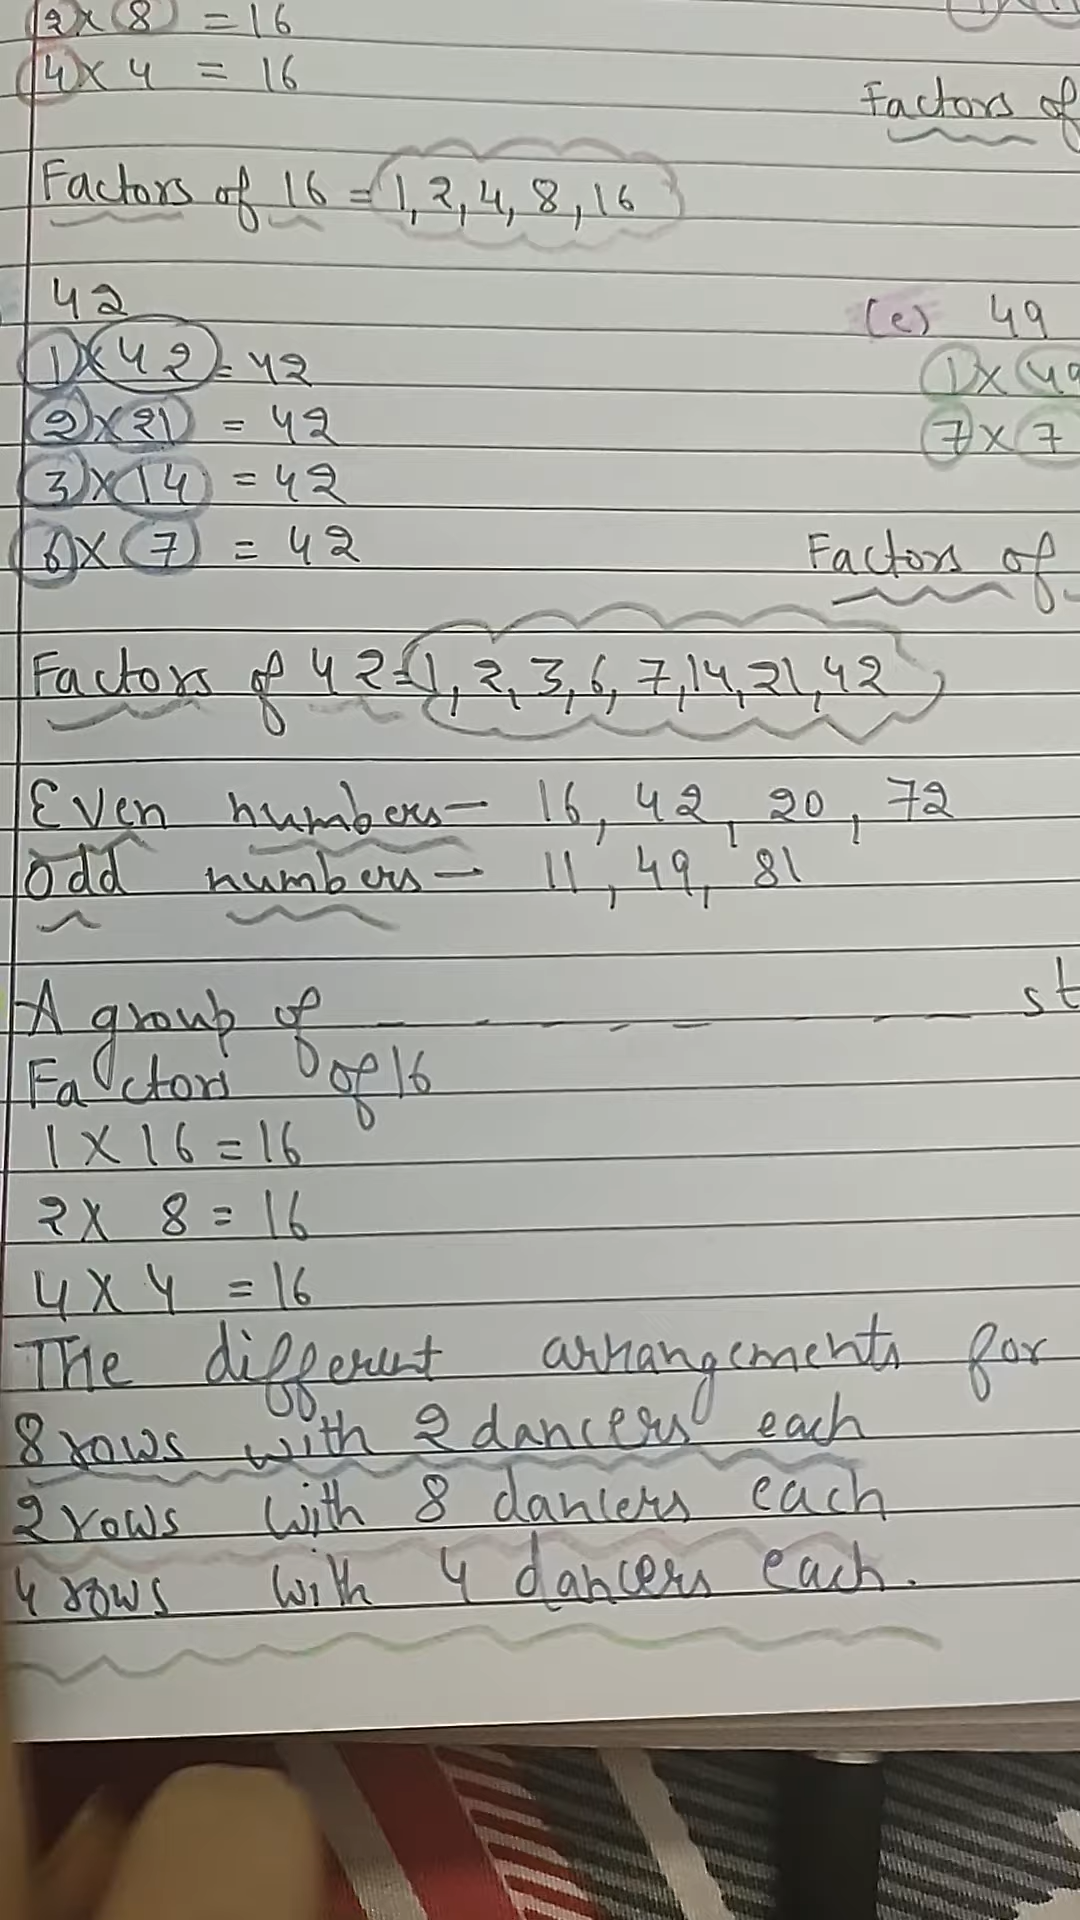 2 x 8 = 16
4 x 4 = 16
Factors of
Factors of 16 = 1, 2, 4, 8, 16
42
(e) 49
1 x 42 = 42
1 x 49
2 x 21 = 42
7 x 7
3 x 14 = 42
6 x 7 = 42
Factors of
Factors of 42 = 1, 2, 3, 6, 7, 14, 21, 42
Even numbers - 16, 42, 20, 72
Odd numbers - 11, 49, 81
A group of _ _ _ _ _ _ st
Factors of 16
1 x 16 = 16
2 x 8 = 16
4 x 4 = 16
The different arrangements for
8 rows with 2 dancers each
2 rows with 8 dancers each
4 rows with 4 dancers each.